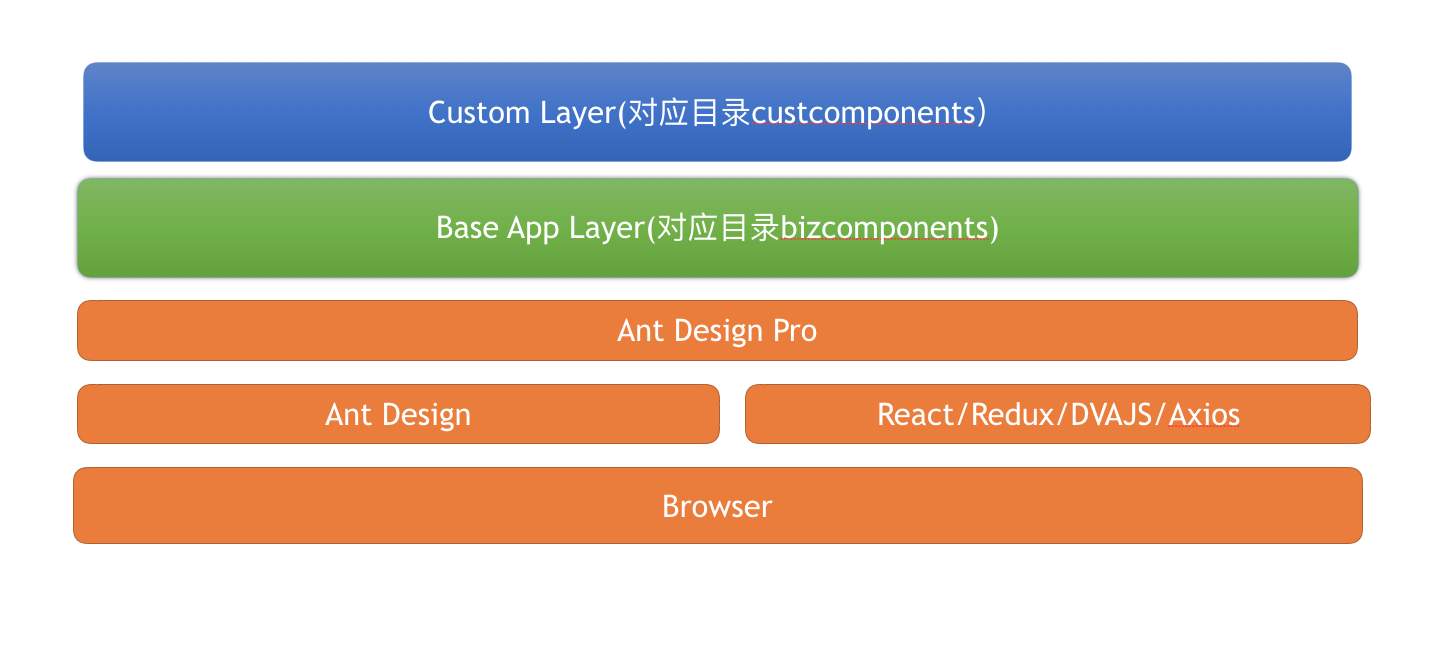 Custom Layer(对应目录custcomponents）
Base App Layer(对应目录bizcomponents)
Ant Design Pro
Ant Design
React/Redux/DVAJS/Axios
Browser